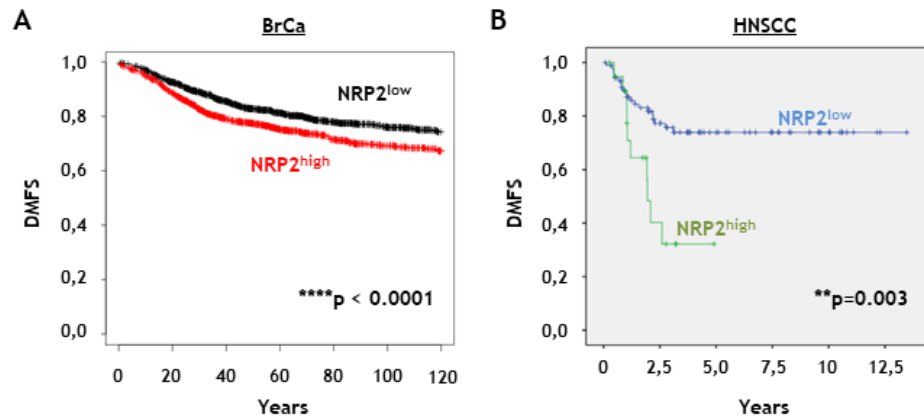 A
BrCa
1,0
0,8
0,6
0,4
0,2
0,0
DMFS
NRP2low
NRP2high
****p < 0.0001
0 20 40 60 80 100 120
Years
B
HNSCC
1,0
0,8
0,6
0,4
0,2
0,0
DMFS
NRP2low
NRP2high
**p=0.003
0 2,5 5,0 7,5 10 12,5
Years